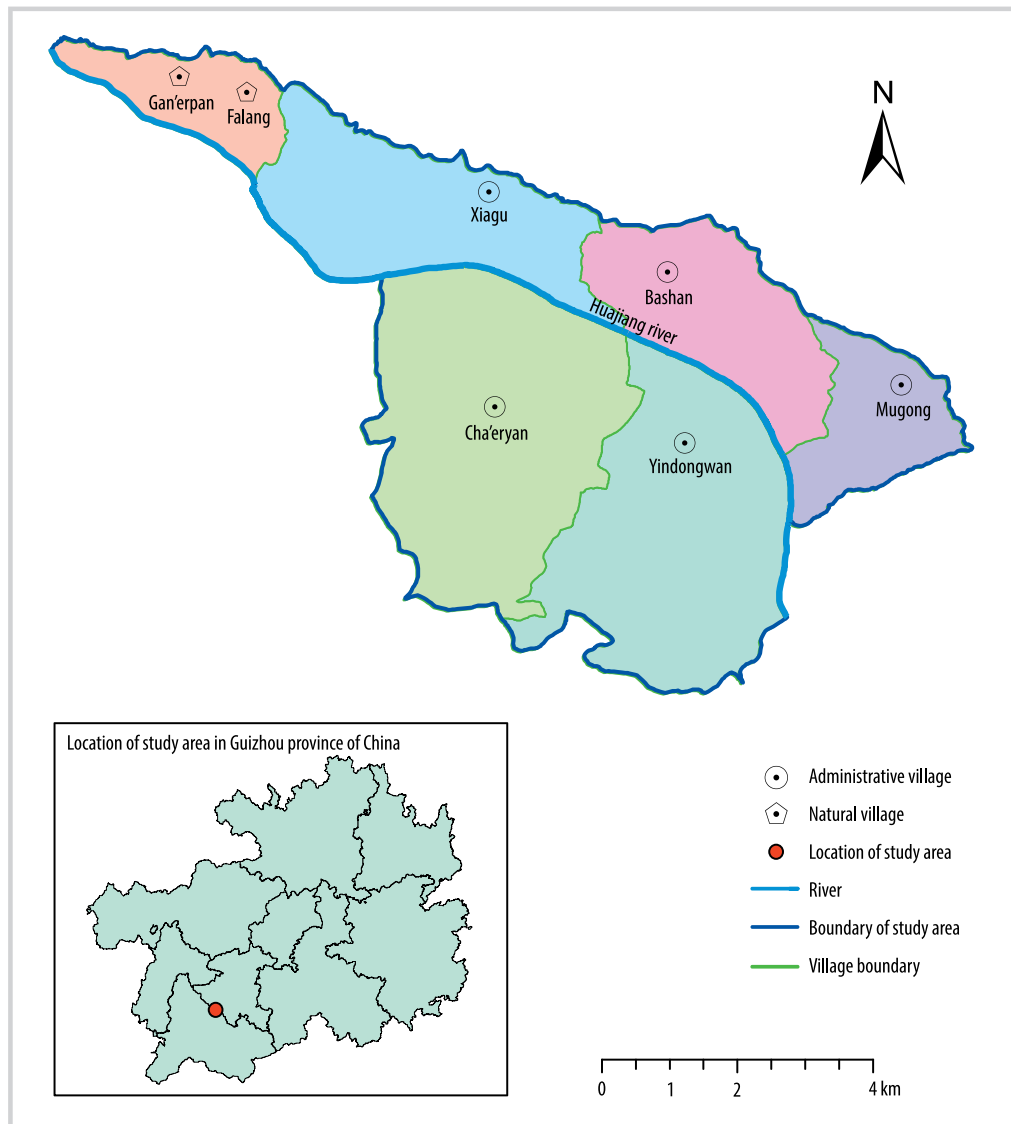 N
Gan'erpan
Falang
Xiagu
Bashan
Huajiang river
Mugong
Cha'eryan
Yindongwan
Location of study area in Guizhou province of China
Administrative village
Natural village
Location of study area
River
Boundary of study area
Village boundary
0 1 2 4 km